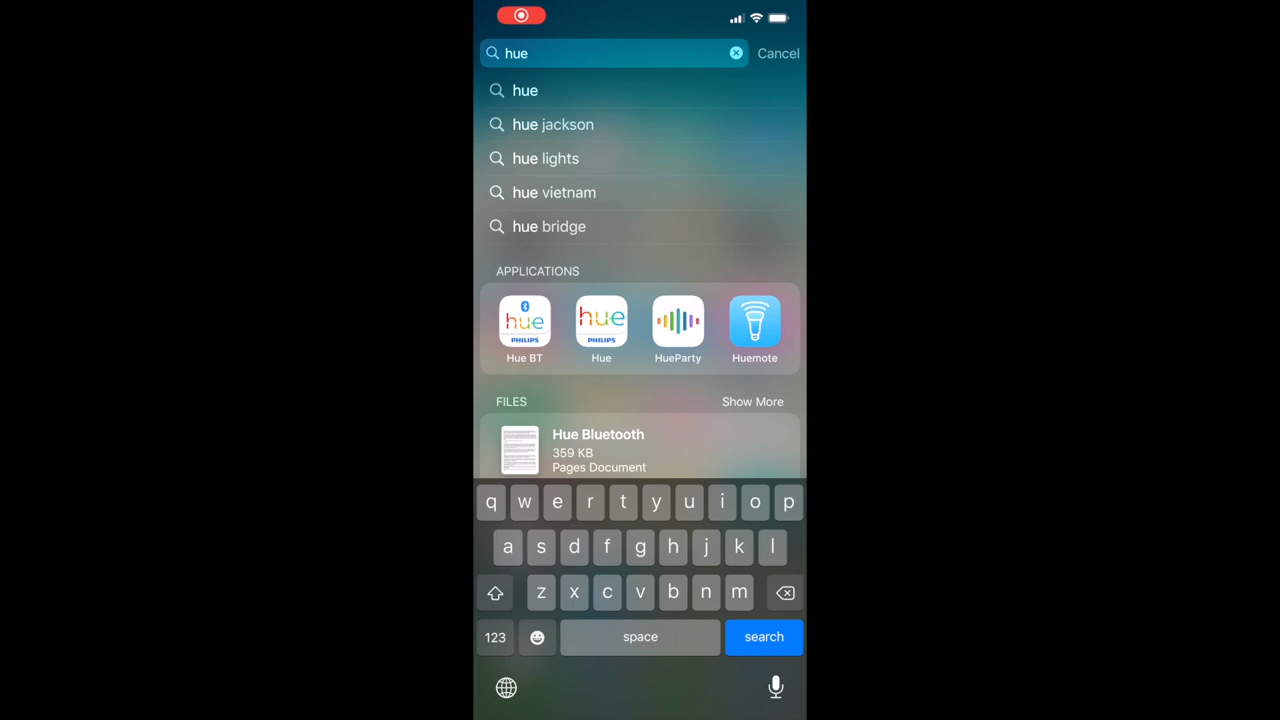 hue
Cancel
hue
hue jackson
hue lights
hue vietnam
hue bridge
APPLICATIONS
hue
PHILIPS
hue
PHILIPS
Hue BT
Hue
HueParty
Huemote
FILES
Show More
Hue Bluetooth
359 KB
Pages Document
q w e r t y u i o p
a s d f g h j k l
z x c v b n m
123
space
search